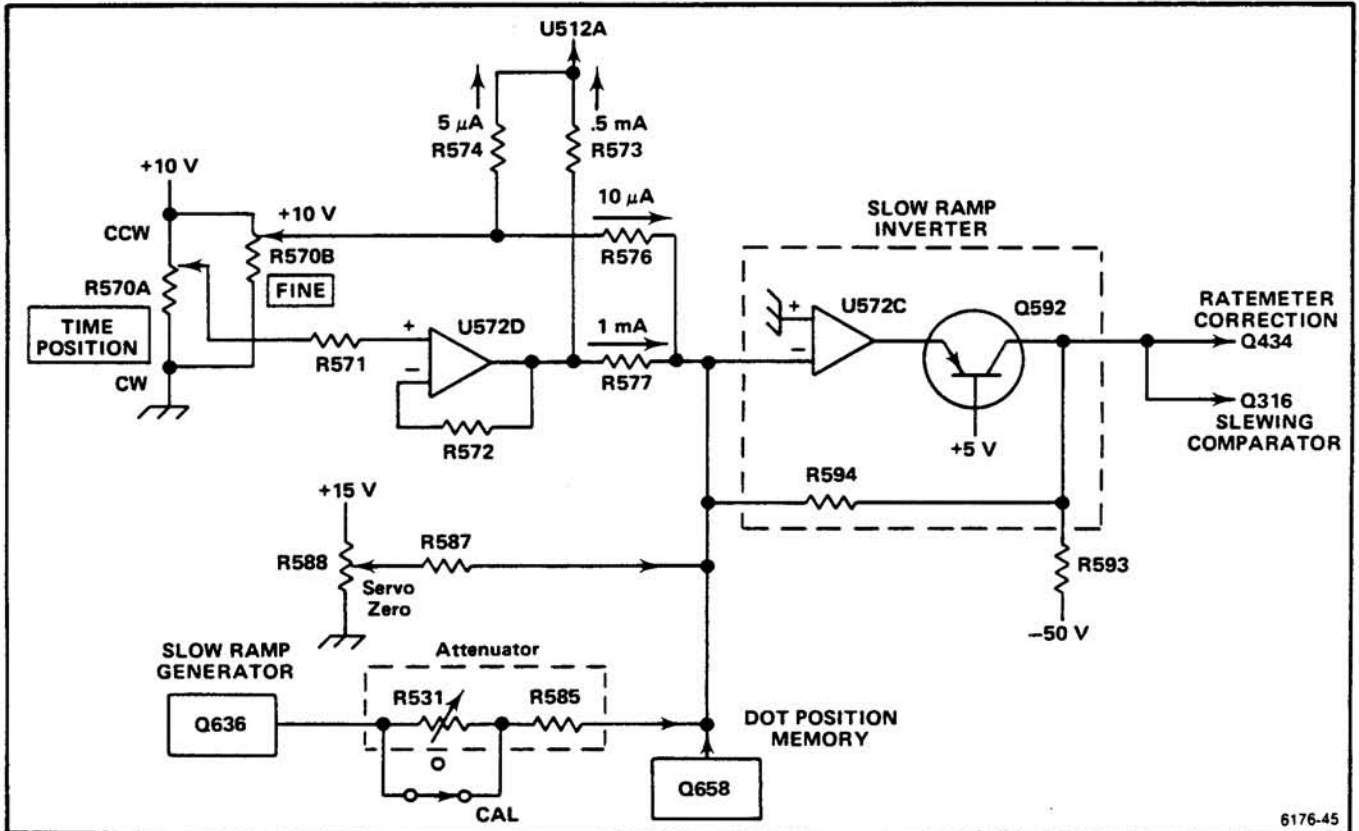 U512A
5 μA
R574
.5 mA
R573
+10 V
CCW
+10 V
R570B
FINE
R570A
TIME
POSITION
CW
10 μA
R576
R571
+
−
U572D
1 mA
R577
R572
SLOW RAMP
INVERTER
+
−
U572C
Q592
+5 V
R594
RATEMETER
CORRECTION
Q434
Q316
SLEWING
COMPARATOR
R593
−50 V
+15 V
R588
Servo
Zero
R587
SLOW RAMP
GENERATOR
Q636
Attenuator
R531
R585
CAL
DOT POSITION
MEMORY
Q658
6176-45